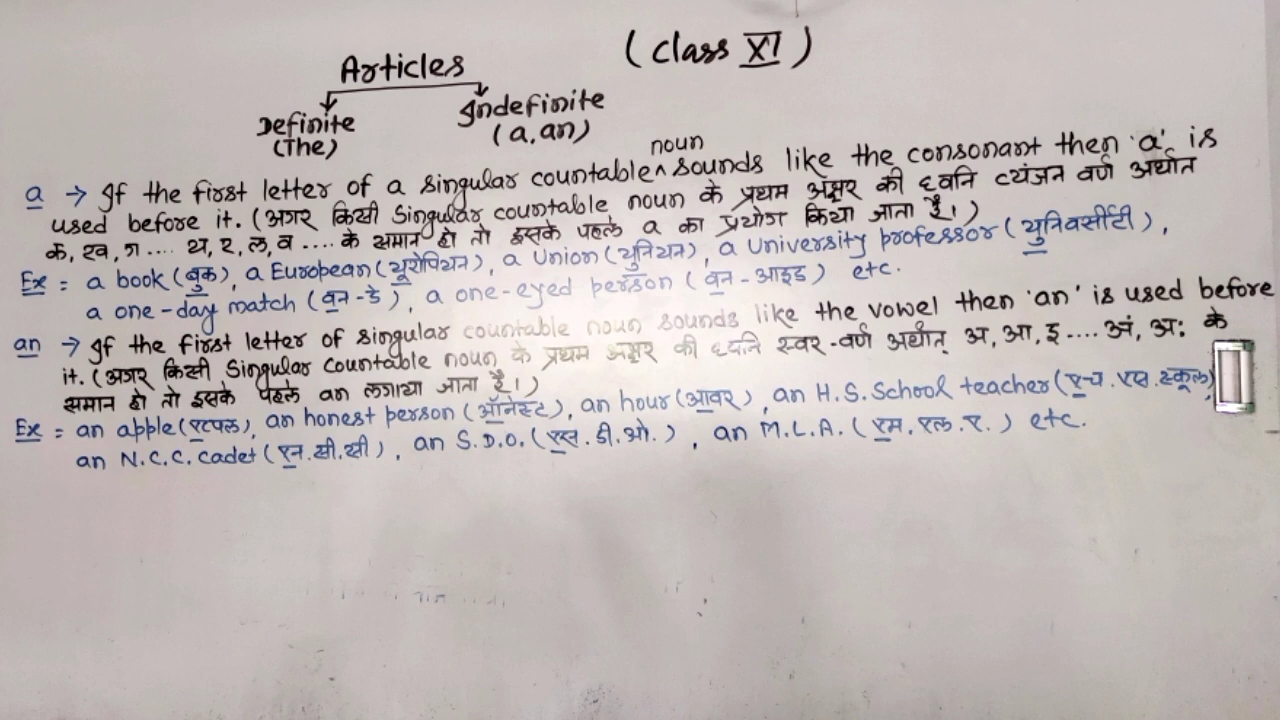 (Class XI)
Articles
Definite
(The)
Indefinite
(a, an)
a → If the first letter of a singular countable ^ noun sounds like the consonant then 'a' is
used before it. (अगर किसी Singular countable noun के प्रथम अक्षर की ध्वनि व्यंजन वर्ण अर्थात
क, ख, ग .... य, र, ल, व .... के समान हो तो इसके पहले a का प्रयोग किया जाता है।)
Ex : a book (बुक), a European (यूरोपियन), a Union (युनियन), a University professor (युनिवर्सीटी),
a one-day match (वन-डे), a one-eyed person (वन-आइड) etc.
an → If the first letter of singular countable noun sounds like the vowel then 'an' is used before
it. (अगर किसी Singular Countable noun के प्रथम अक्षर की ध्वनि स्वर-वर्ण अर्थात् अ, आ, इ .... अं, अः के
समान हो तो इसके पहले an लगाया जाता है।)
Ex = an apple (एप्पल), an honest person (ऑनेस्ट), an hour (आवर), an H.S. School teacher (एच.एस.स्कूल)
an N.C.C. Cadet (एन.सी.सी), an S.D.O. (एस.डी.ओ.), an M.L.A. (एम.एल.ए.) etc.